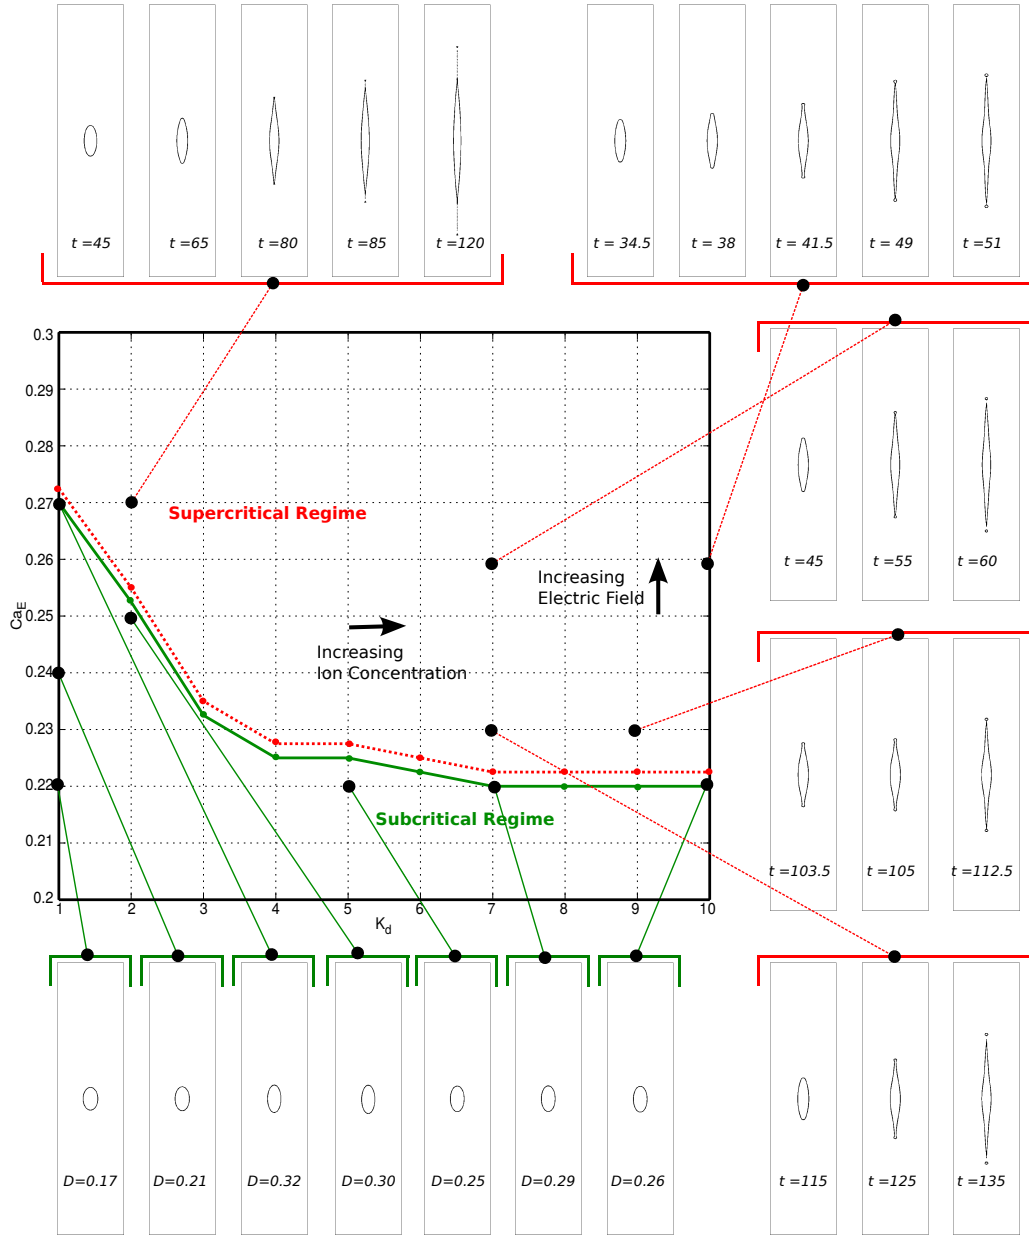 t =45
t =65
t =80
t =85
t =120
t = 34.5
t = 38
t = 41.5
t = 49
t =51
0.3
0.29
0.28
0.27
0.26
0.25
0.24
0.23
0.22
0.21
0.2
Ca_E
Supercritical Regime
Increasing
Electric Field
Increasing
Ion Concentration
Subcritical Regime
1 2 3 4 5 6 7 8 9 10
K_d
t =45
t =55
t =60
t =103.5
t =105
t =112.5
D=0.17
D=0.21
D=0.32
D=0.30
D=0.25
D=0.29
D=0.26
t =115
t =125
t =135